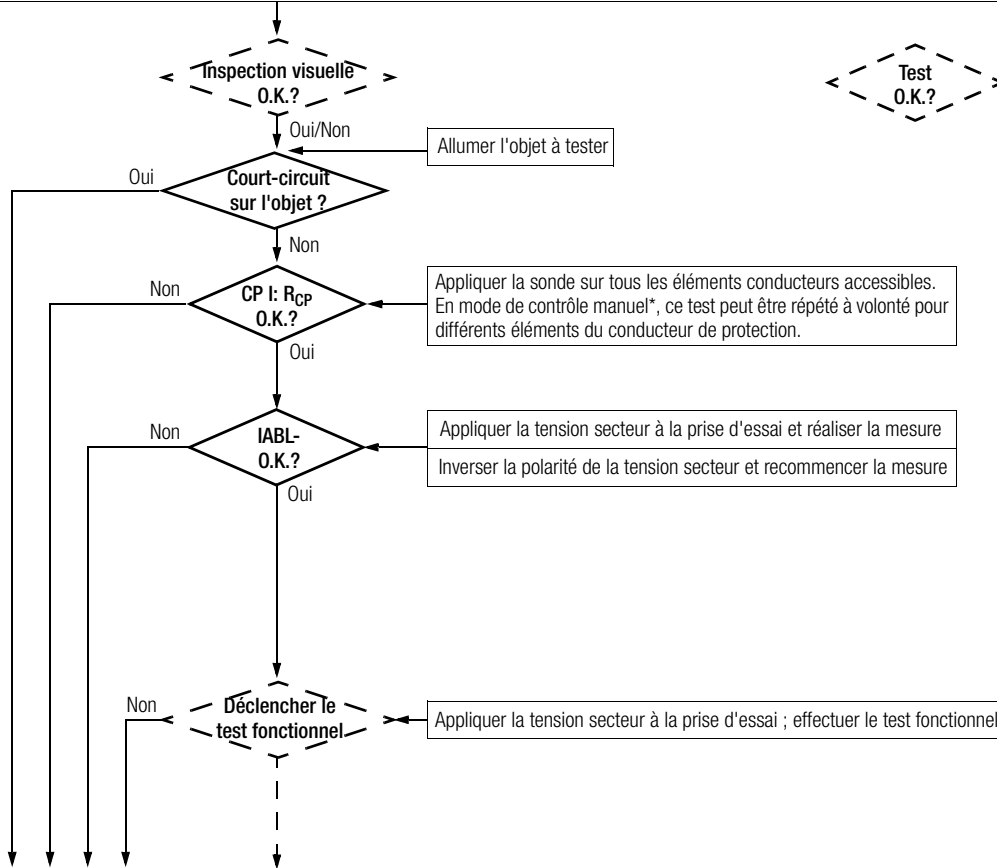 Inspection visuelle
O.K.?
Test
O.K.?
Oui/Non
Allumer l'objet à tester
Oui
Court-circuit
sur l'objet ?
Non
Non
CP I: RCP
O.K.?
Appliquer la sonde sur tous les éléments conducteurs accessibles.
En mode de contrôle manuel*, ce test peut être répété à volonté pour
différents éléments du conducteur de protection.
Oui
Non
IABL-
O.K.?
Appliquer la tension secteur à la prise d'essai et réaliser la mesure
Inverser la polarité de la tension secteur et recommencer la mesure
Oui
Non
Déclencher le
test fonctionnel
Appliquer la tension secteur à la prise d'essai ; effectuer le test fonctionnel